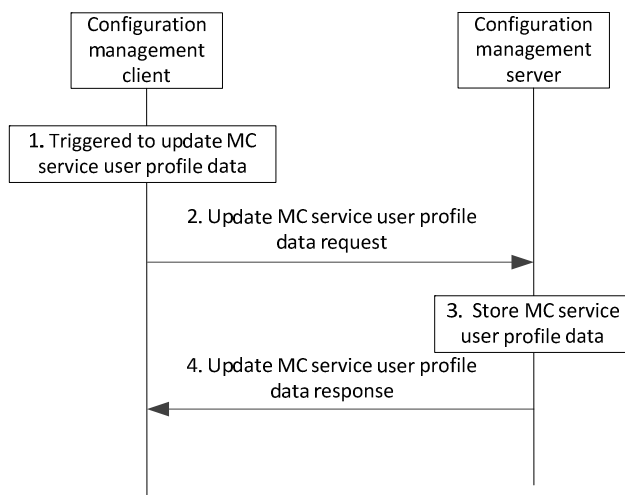 Configuration
management
client
Configuration
management
server
1. Triggered to update MC
service user profile data
2. Update MC service user profile
data request
3. Store MC service
user profile data
4. Update MC service user profile
data response